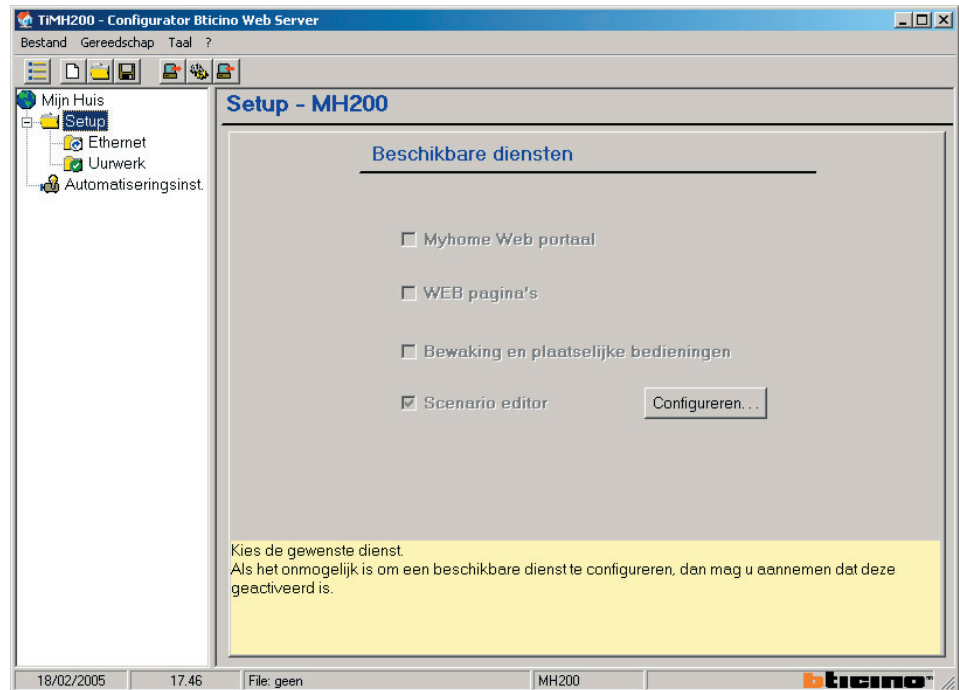 TiMH200 - Configurator Bticino Web Server
Bestand Gereedschap Taal ?
Mijn Huis
Setup
Ethernet
Uurwerk
Automatiseringsinst.
Setup - MH200
Beschikbare diensten
Myhome Web portaal
WEB pagina's
Bewaking en plaatselijke bedieningen
Scenario editor
Configureren...
Kies de gewenste dienst.
Als het onmogelijk is om een beschikbare dienst te configureren, dan mag u aannemen dat deze
geactiveerd is.
18/02/2005 17.46 File: geen MH200 bticino